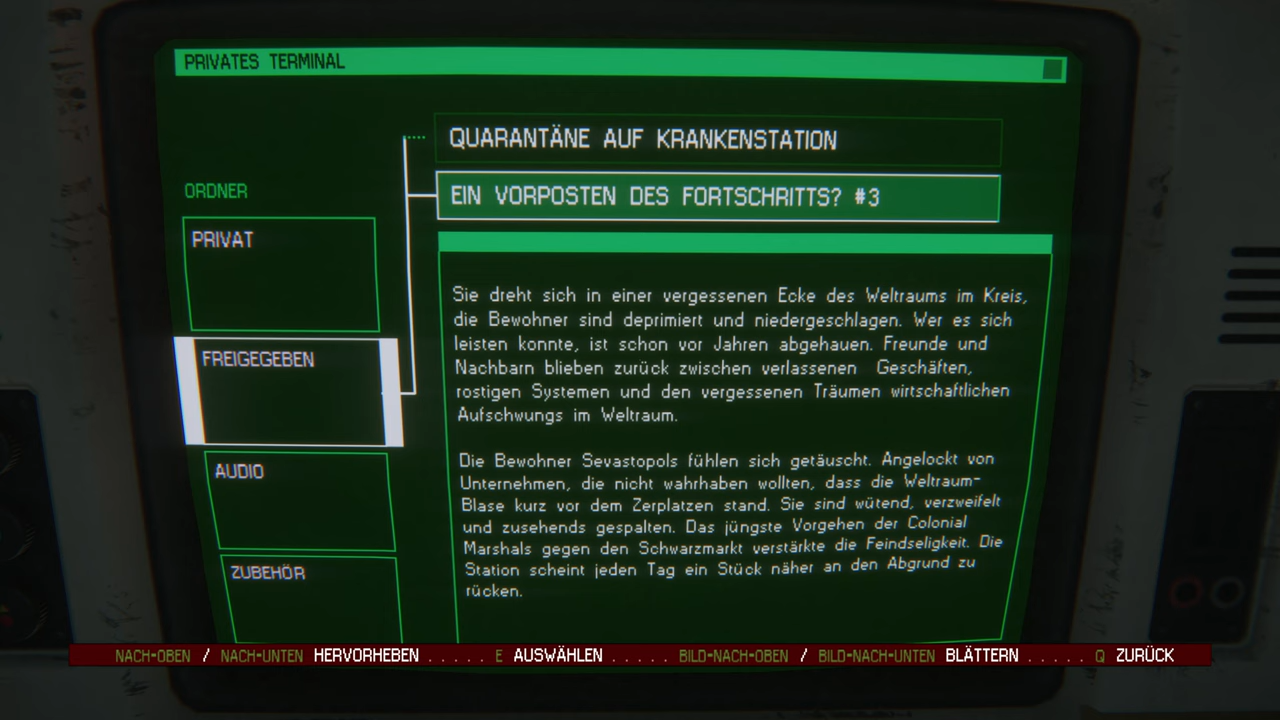 PRIVATES TERMINAL
ORDNER
PRIVAT
FREIGEGEBEN
AUDIO
ZUBEHÖR
QUARANTÄNE AUF KRANKENSTATION
EIN VORPOSTEN DES FORTSCHRITTS? #3
Sie dreht sich in einer vergessenen Ecke des Weltraums im Kreis,
die Bewohner sind deprimiert und niedergeschlagen. Wer es sich
leisten konnte, ist schon vor Jahren abgehauen. Freunde und
Nachbarn blieben zurück zwischen verlassenen Geschäften,
rostigen Systemen und den vergessenen Träumen wirtschaftlichen
Aufschwungs im Weltraum.
Die Bewohner Sevastopols fühlen sich getäuscht. Angelockt von
Unternehmen, die nicht wahrhaben wollten, dass die Weltraum-
Blase kurz vor dem Zerplatzen stand. Sie sind wütend, verzweifelt
und zusehends gespalten. Das jüngste Vorgehen der Colonial
Marshals gegen den Schwarzmarkt verstärkte die Feindseligkeit. Die
Station scheint jeden Tag ein Stück näher an den Abgrund zu
rücken.
NACH-OBEN / NACH-UNTEN HERVORHEBEN ..... E AUSWÄHLEN ..... BILD-NACH-OBEN / BILD-NACH-UNTEN BLÄTTERN ..... Q ZURÜCK